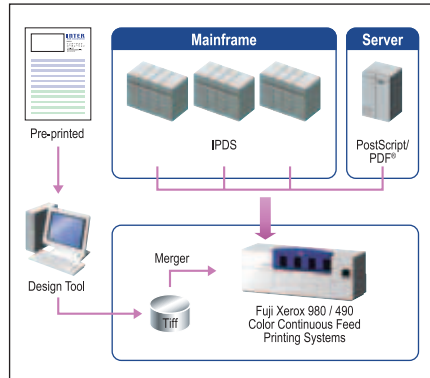 Mainframe
Server
INTER
Pre-printed
IPDS
PostScript/
PDF®
Design Tool
Merger
Tiff
Fuji Xerox 980 / 490
Color Continuous Feed
Printing Systems